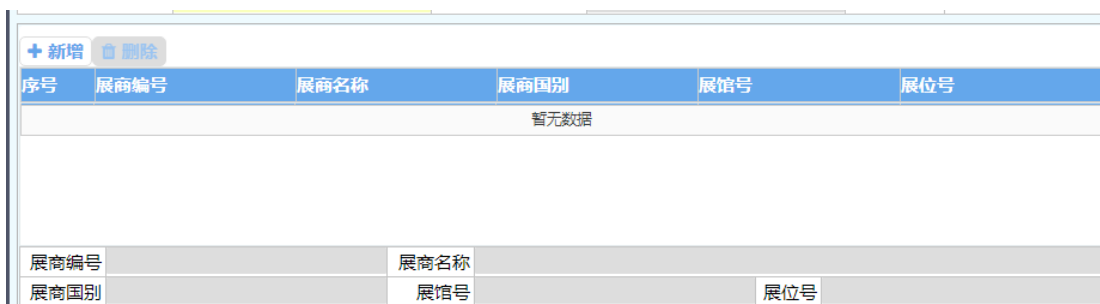 新增 删除
序号 展商编号 展商名称 展商国别 展馆号 展位号
暂无数据
展商编号 展商名称
展商国别 展馆号 展位号